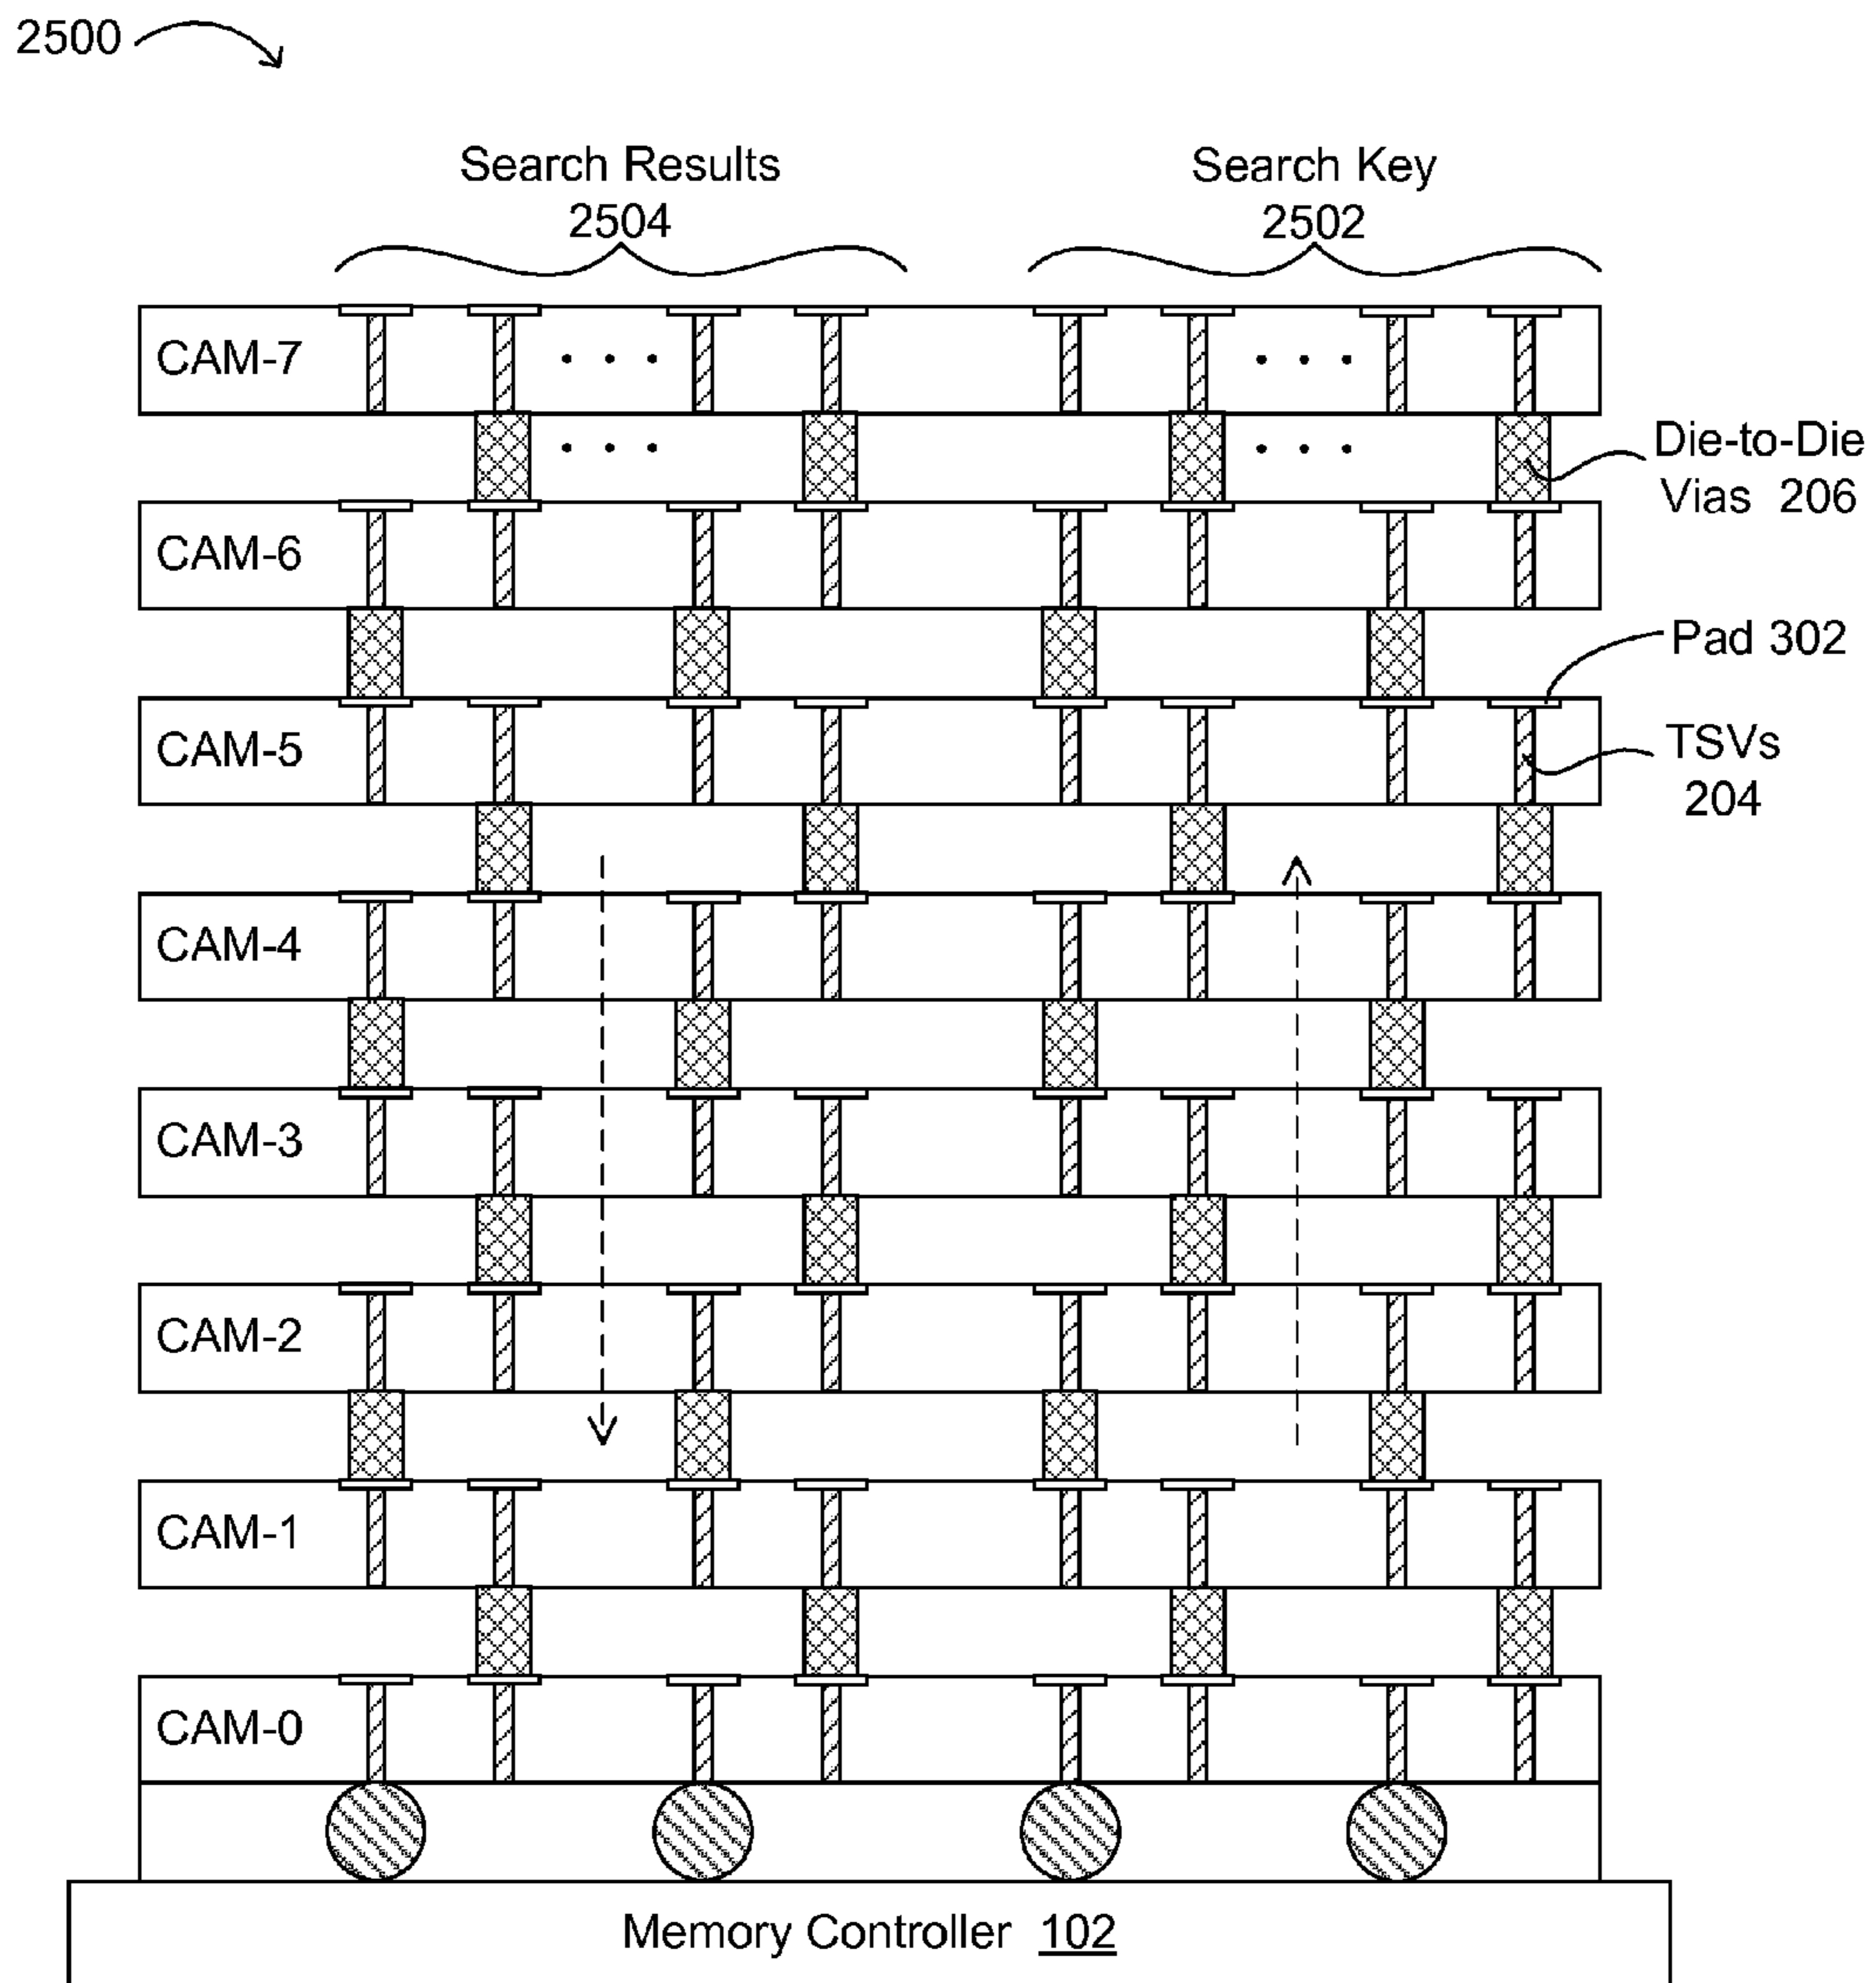 2500
Search Results
2504
Search Key
2502
CAM-7
Die-to-Die
Vias 206
CAM-6
Pad 302
CAM-5
TSVs
204
CAM-4
CAM-3
CAM-2
CAM-1
CAM-0
Memory Controller 102